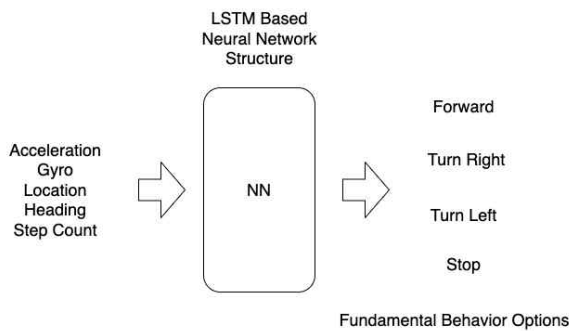 LSTM Based
Neural Network
Structure
Acceleration
Gyro
Location
Heading
Step Count
NN
Forward
Turn Right
Turn Left
Stop
Fundamental Behavior Options